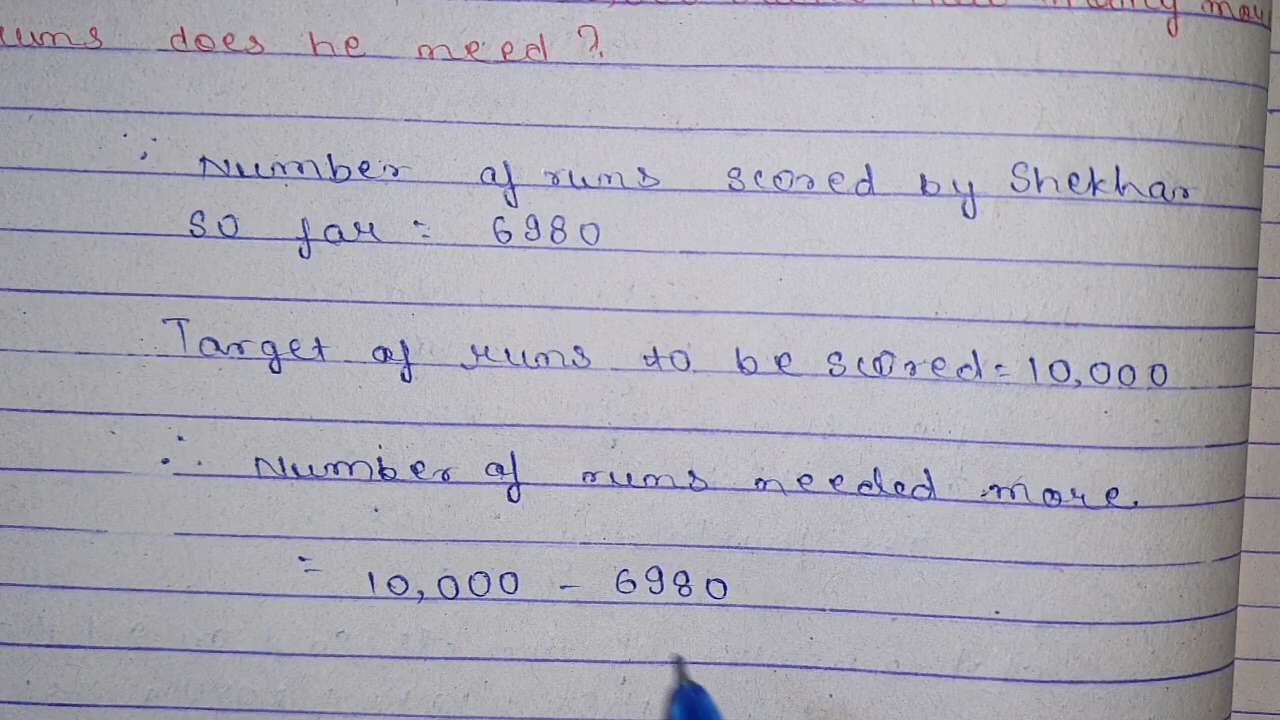 runs does he need ?
∵ Number of runs scored by Shekhar
so far = 6980
Target of runs to be scored = 10,000
∴ Number of runs needed more.
= 10,000 - 6980